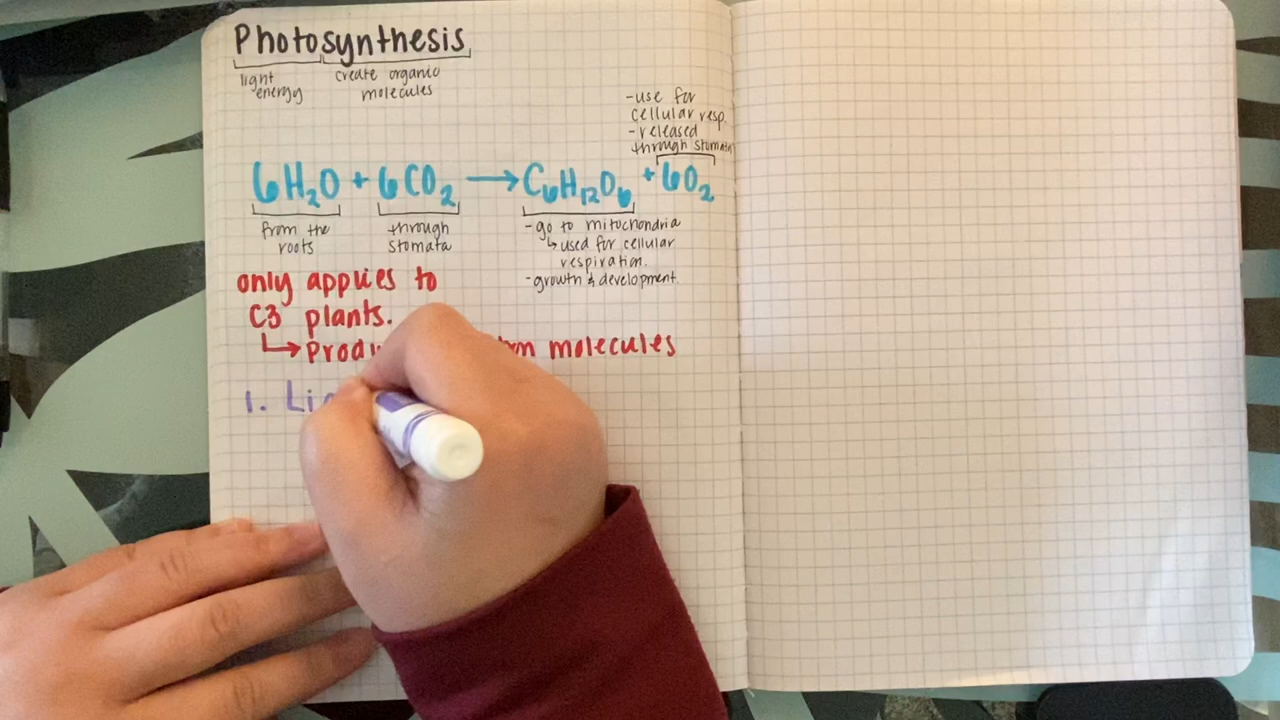 Photosynthesis
light energy
create organic molecules
-use for
cellular resp.
-released
through stomata
6H₂O + 6CO₂ → C₆H₁₂O₆ + 6O₂
from the
roots
through
stomata
-go to mitochondria
↳ used for cellular
respiration.
-growth & development.
only applies to
C3 plants.
↳ molecules
1.